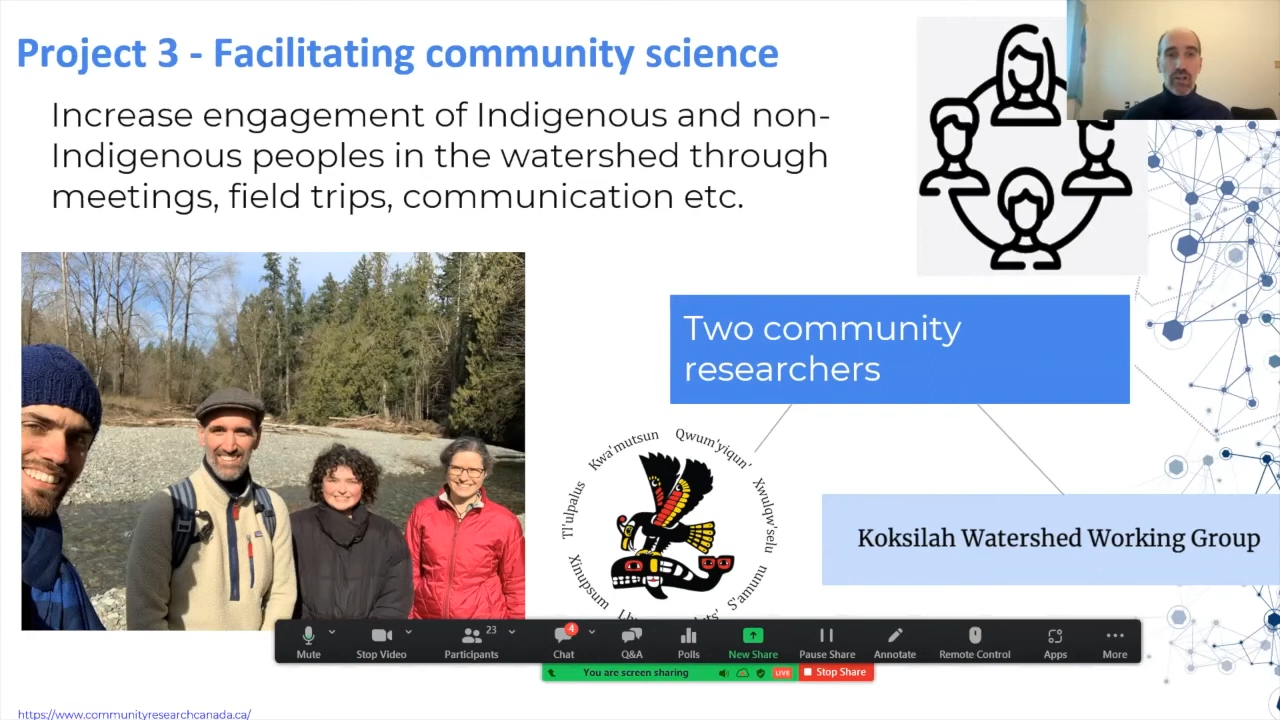 Project 3 - Facilitating community science
Increase engagement of Indigenous and non-
Indigenous peoples in the watershed through
meetings, field trips, communication etc.
Two community
researchers
Kwa'mutsun
Qwum'yiqun'
Tl'ulpalus
Xwulqw'selu
Xinupsum
S'amunu
Koksilah Watershed Working Group
Mute
Stop Video
Participants
23
Chat
4
Q&A
Polls
New Share
Pause Share
Annotate
Remote Control
Apps
More
You are screen sharing
LIVE
Stop Share
https://www.communityresearchcanada.ca/